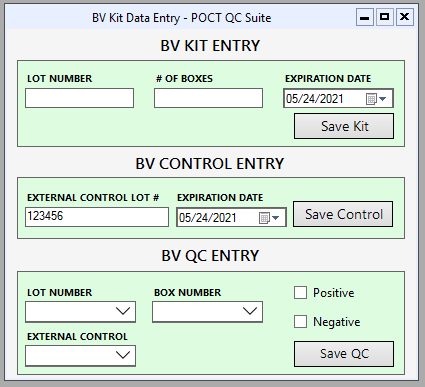 BV Kit Data Entry - POCT QC Suite
BV KIT ENTRY
LOT NUMBER # OF BOXES EXPIRATION DATE
05/24/2021
Save Kit
BV CONTROL ENTRY
EXTERNAL CONTROL LOT # EXPIRATION DATE
123456 05/24/2021 Save Control
BV QC ENTRY
LOT NUMBER BOX NUMBER Positive
Negative
EXTERNAL CONTROL
Save QC